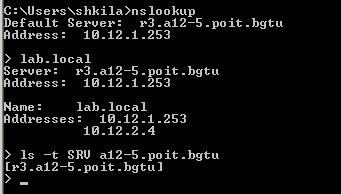 C:\Users\shkila>nslookup
Default Server:  r3.a12-5.poit.bgtu
Address:  10.12.1.253

> lab.local
Server:  r3.a12-5.poit.bgtu
Address:  10.12.1.253

Name:    lab.local
Addresses:  10.12.1.253
          10.12.2.4

> ls -t SRV a12-5.poit.bgtu
[r3.a12-5.poit.bgtu]
> _